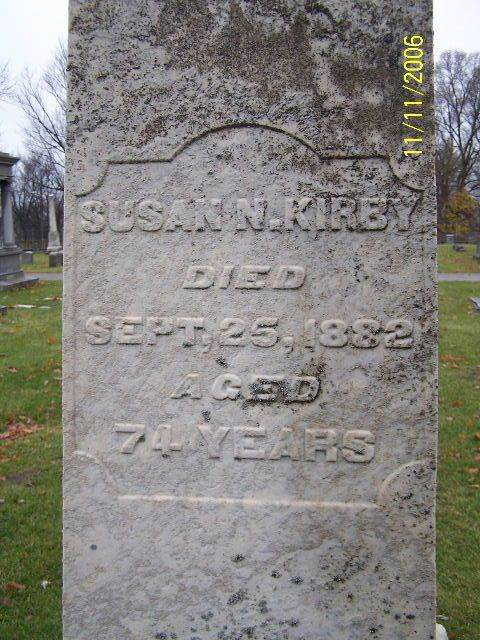 SUSAN N. KIRBY
DIED
SEPT. 25, 1882
AGED
74 YEARS
11/11/2006